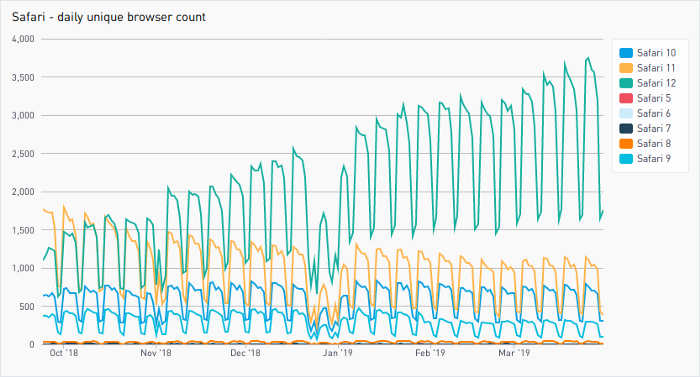 Safari - daily unique browser count
4,000
3,500
3,000
2,500
2,000
1,500
1,000
500
0
Oct '18
Nov '18
Dec '18
Jan '19
Feb '19
Mar '19
Safari 10
Safari 11
Safari 12
Safari 5
Safari 6
Safari 7
Safari 8
Safari 9